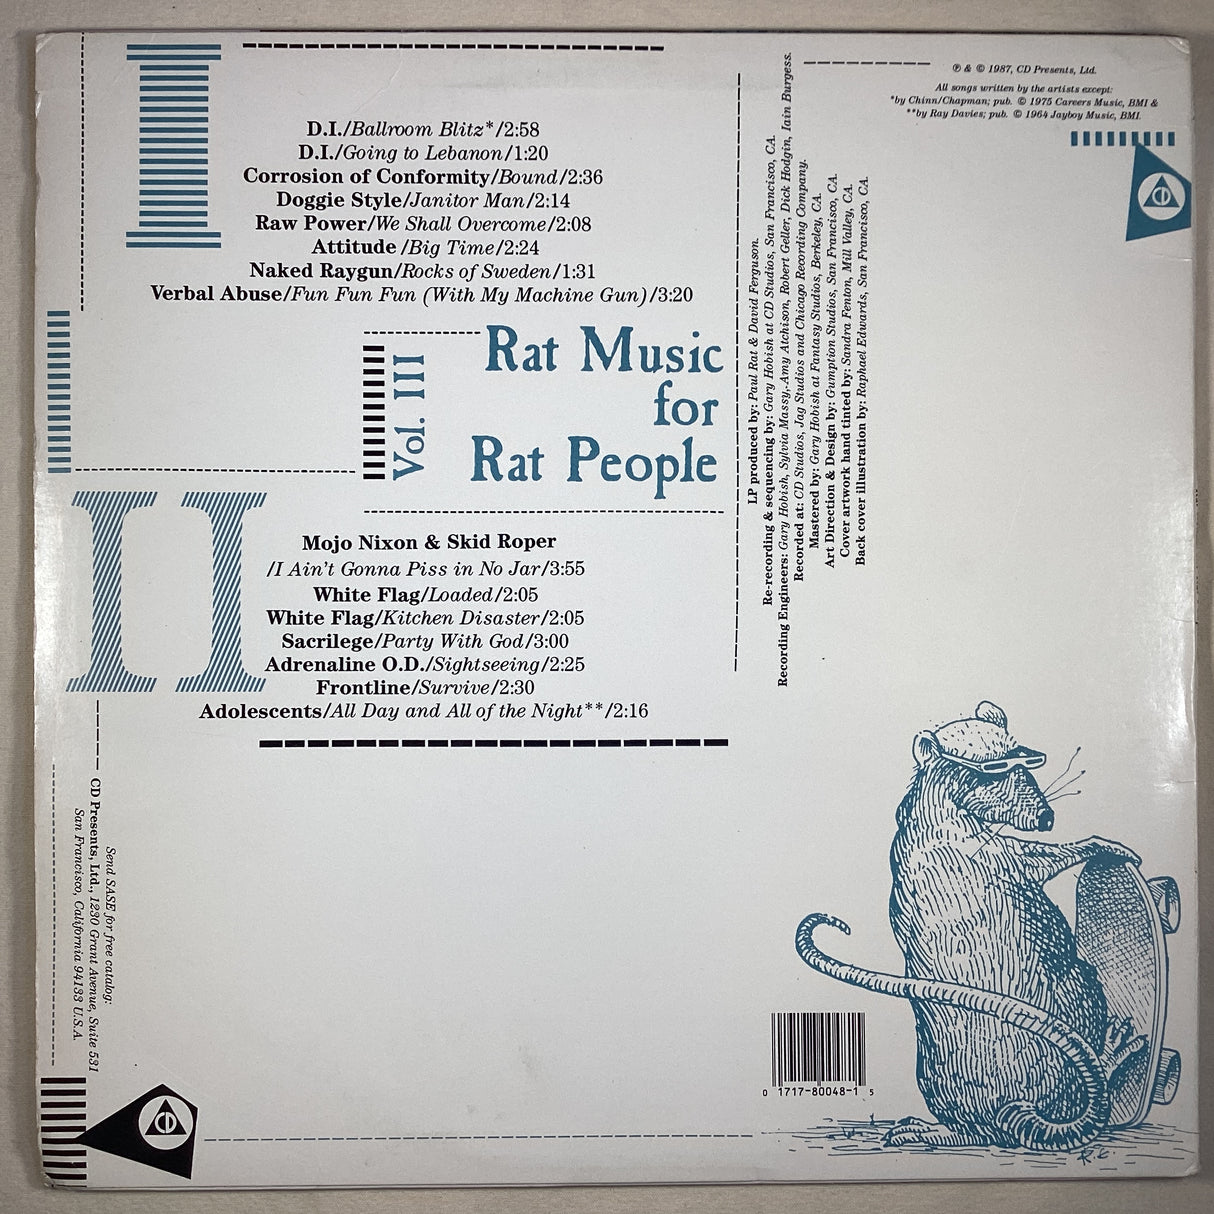 I
D.I./Ballroom Blitz*/2:58
D.I./Going to Lebanon/1:20
Corrosion of Conformity/Bound/2:36
Doggie Style/Janitor Man/2:14
Raw Power/We Shall Overcome/2:08
Attitude /Big Time/2:24
Naked Raygun/Rocks of Sweden/1:31
Verbal Abuse/Fun Fun Fun (With My Machine Gun)/3:20
Rat Music
for
Rat People
Vol. III
II
Mojo Nixon & Skid Roper
/I Ain't Gonna Piss in No Jar/3:55
White Flag/Loaded/2:05
White Flag/Kitchen Disaster/2:05
Sacrilege/Party With God/3:00
Adrenaline O.D./Sightseeing/2:25
Frontline/Survive/2:30
Adolescents/All Day and All of the Night**/2:16
℗ & © 1987, CD Presents, Ltd.
All songs written by the artists except:
*by Chinn/Chapman; pub. © 1975 Careers Music, BMI &
**by Ray Davies; pub. © 1964 Jayboy Music, BMI.
CD
LP produced by: Paul Rat & David Ferguson.
Re-recording & sequencing by: Gary Hobish at CD Studios, San Francisco, CA.
Recording Engineers: Gary Hobish, Sylvia Massy, Amy Atchison, Robert Geller, Dick Hodgin, Iain Burgess.
Recorded at: CD Studios, Jag Studios and Chicago Recording Company.
Mastered by: Gary Hobish at Fantasy Studios, Berkeley, CA.
Art Direction & Design by: Gumption Studios, San Francisco, CA.
Cover artwork hand tinted by: Sandra Fenton, Mill Valley, CA.
Back cover illustration by: Raphael Edwards, San Francisco, CA.
Send SASE for free catalog:
CD Presents, Ltd., 1230 Grant Avenue, Suite 531
San Francisco, California 94133 U.S.A.
CD
0 1717-80048-1 5
R.E.